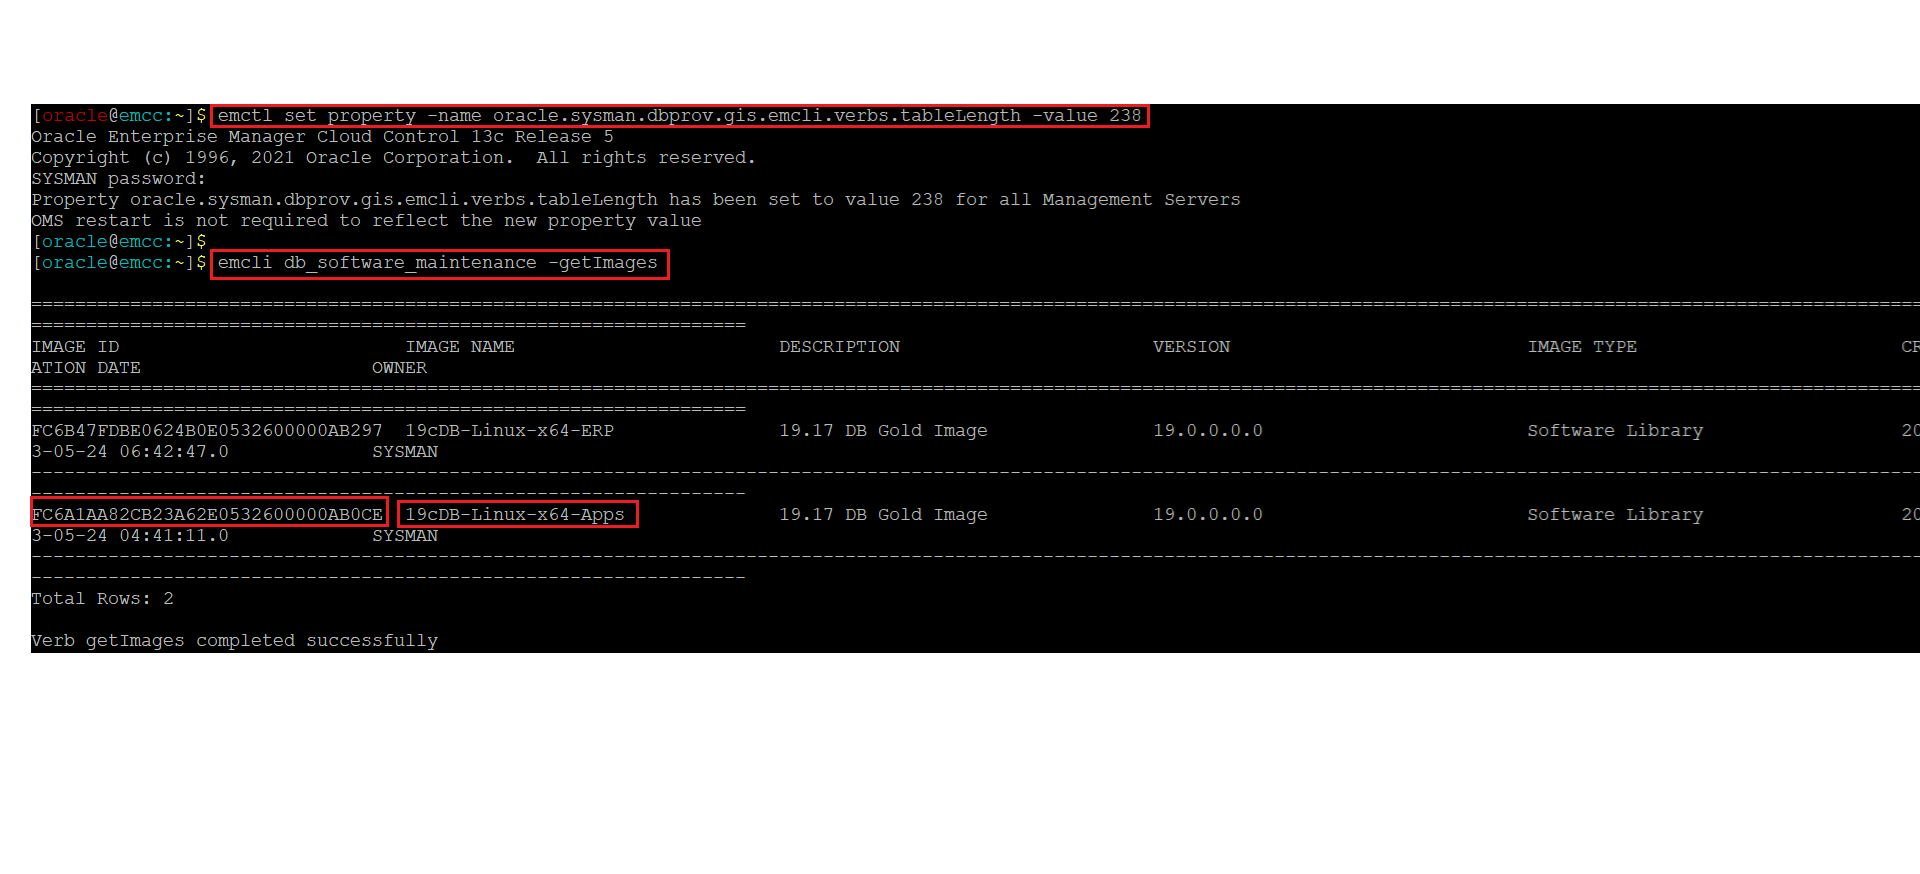 [oracle@emcc:~]$ emctl set property -name oracle.sysman.dbprov.gis.emcli.verbs.tableLength -value 238
Oracle Enterprise Manager Cloud Control 13c Release 5
Copyright (c) 1996, 2021 Oracle Corporation.  All rights reserved.
SYSMAN password:
Property oracle.sysman.dbprov.gis.emcli.verbs.tableLength has been set to value 238 for all Management Servers
OMS restart is not required to reflect the new property value
[oracle@emcc:~]$
[oracle@emcc:~]$ emcli db_software_maintenance -getImages
IMAGE ID IMAGE NAME DESCRIPTION VERSION IMAGE TYPE CR
ATION DATE OWNER
FC6B47FDBE0624B0E0532600000AB297 19cDB-Linux-x64-ERP 19.17 DB Gold Image 19.0.0.0.0 Software Library 20
3-05-24 06:42:47.0 SYSMAN
FC6A1AA82CB23A62E0532600000AB0CE 19cDB-Linux-x64-Apps 19.17 DB Gold Image 19.0.0.0.0 Software Library 20
3-05-24 04:41:11.0 SYSMAN
Total Rows: 2
Verb getImages completed successfully